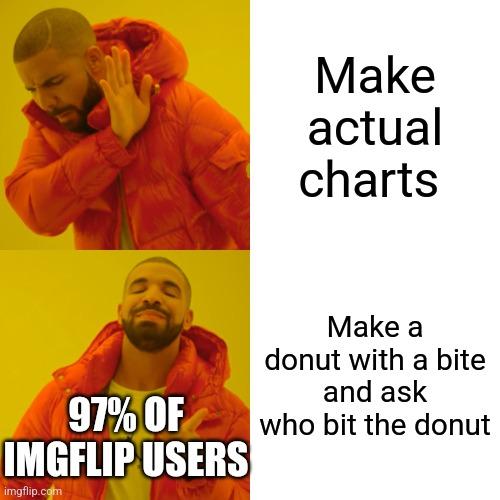 Make
actual
charts
Make a
donut with a bite
and ask
who bit the donut
97% OF
IMGFLIP USERS
imgflip.com